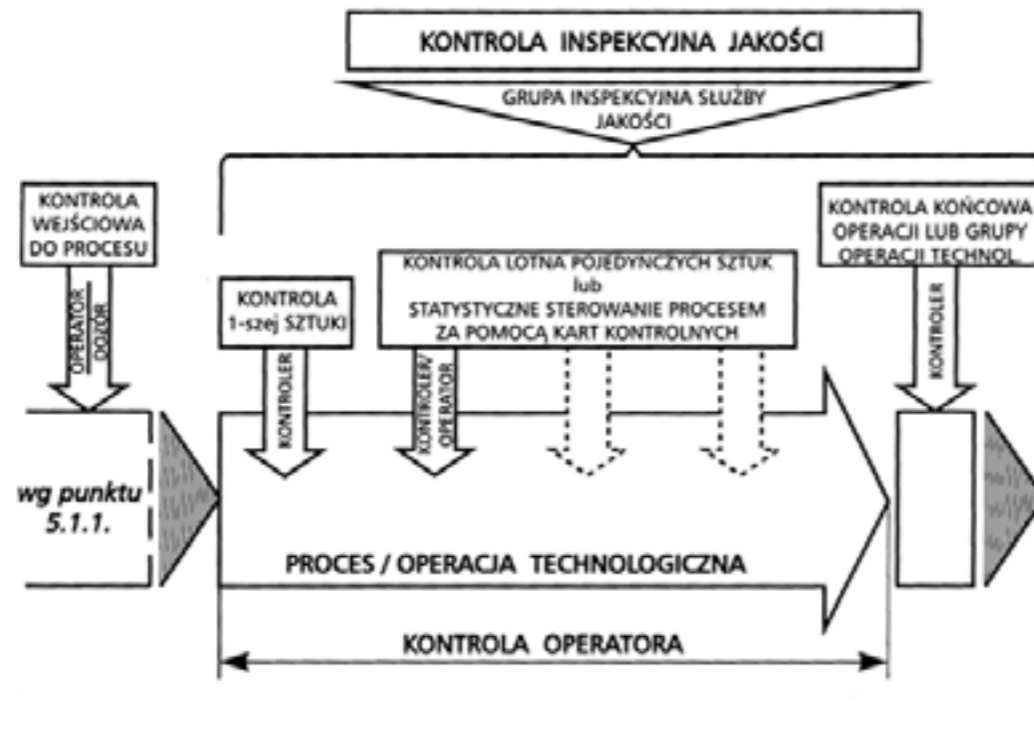 KONTROLA INSPEKCYJNA JAKOŚCI
GRUPA INSPEKCYJNA SŁUŻBY
JAKOŚCI
KONTROLA
WEJŚCIOWA
DO PROCESU
OPERATOR
DOZÓR
KONTROLA
1-szej SZTUKI
KONTROLER
KONTROLA LOTNA POJEDYNCZYCH SZTUK
lub
STATYSTYCZNE STEROWANIE PROCESEM
ZA POMOCĄ KART KONTROLNYCH
KONTROLER/
OPERATOR
KONTROLA KOŃCOWA
OPERACJI LUB GRUPY
OPERACJI TECHNOL.
KONTROLER
wg punktu
5.1.1.
PROCES / OPERACJA TECHNOLOGICZNA
KONTROLA OPERATORA